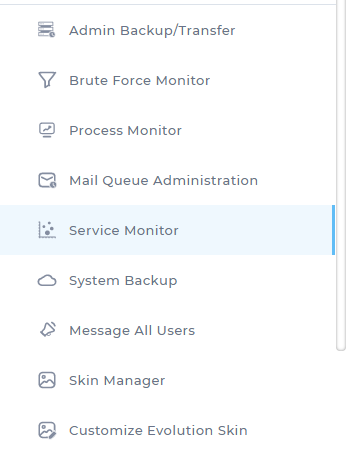 Admin Backup/Transfer
Brute Force Monitor
Process Monitor
Mail Queue Administration
Service Monitor
System Backup
Message All Users
Skin Manager
Customize Evolution Skin